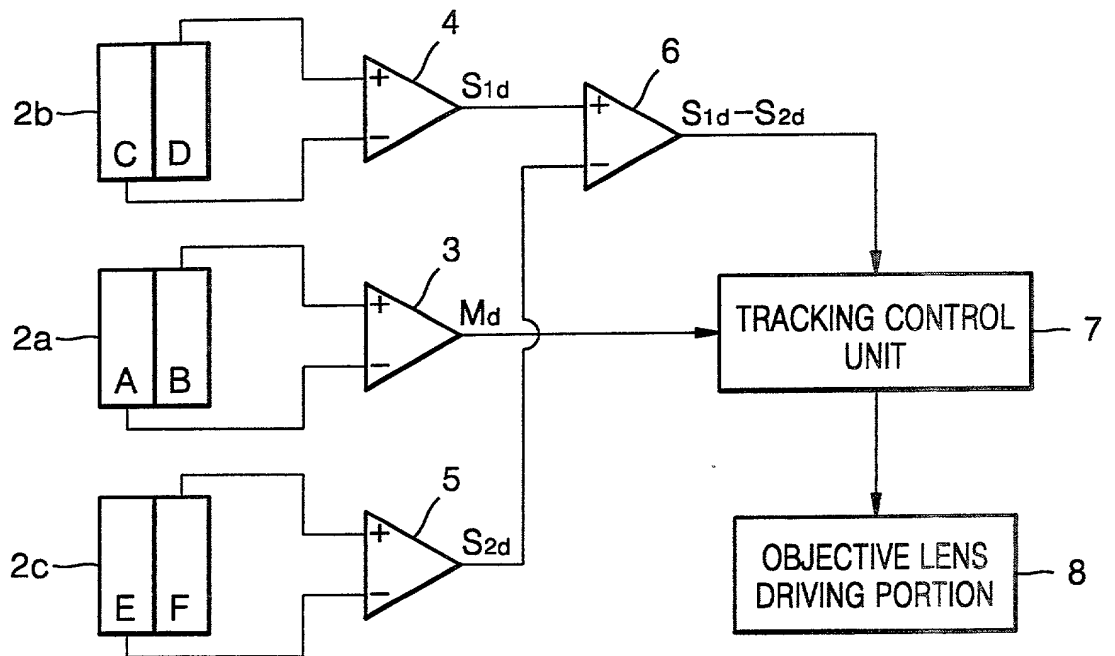 4
6
2b
C D
+
−
S1d
+
−
S1d−S2d
3
2a
A B
+
−
Md
TRACKING CONTROL
UNIT
7
5
2c
E F
+
−
S2d
OBJECTIVE LENS
DRIVING PORTION
8